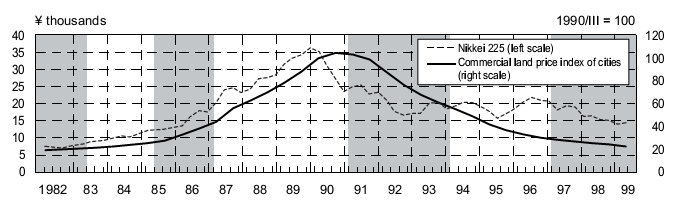 ¥ thousands
1990/III = 100
40
35
30
25
20
15
10
5
0
120
100
80
60
40
20
0
Nikkei 225 (left scale)
Commercial land price index of cities
(right scale)
1982 83 84 85 86 87 88 89 90 91 92 93 94 95 96 97 98 99